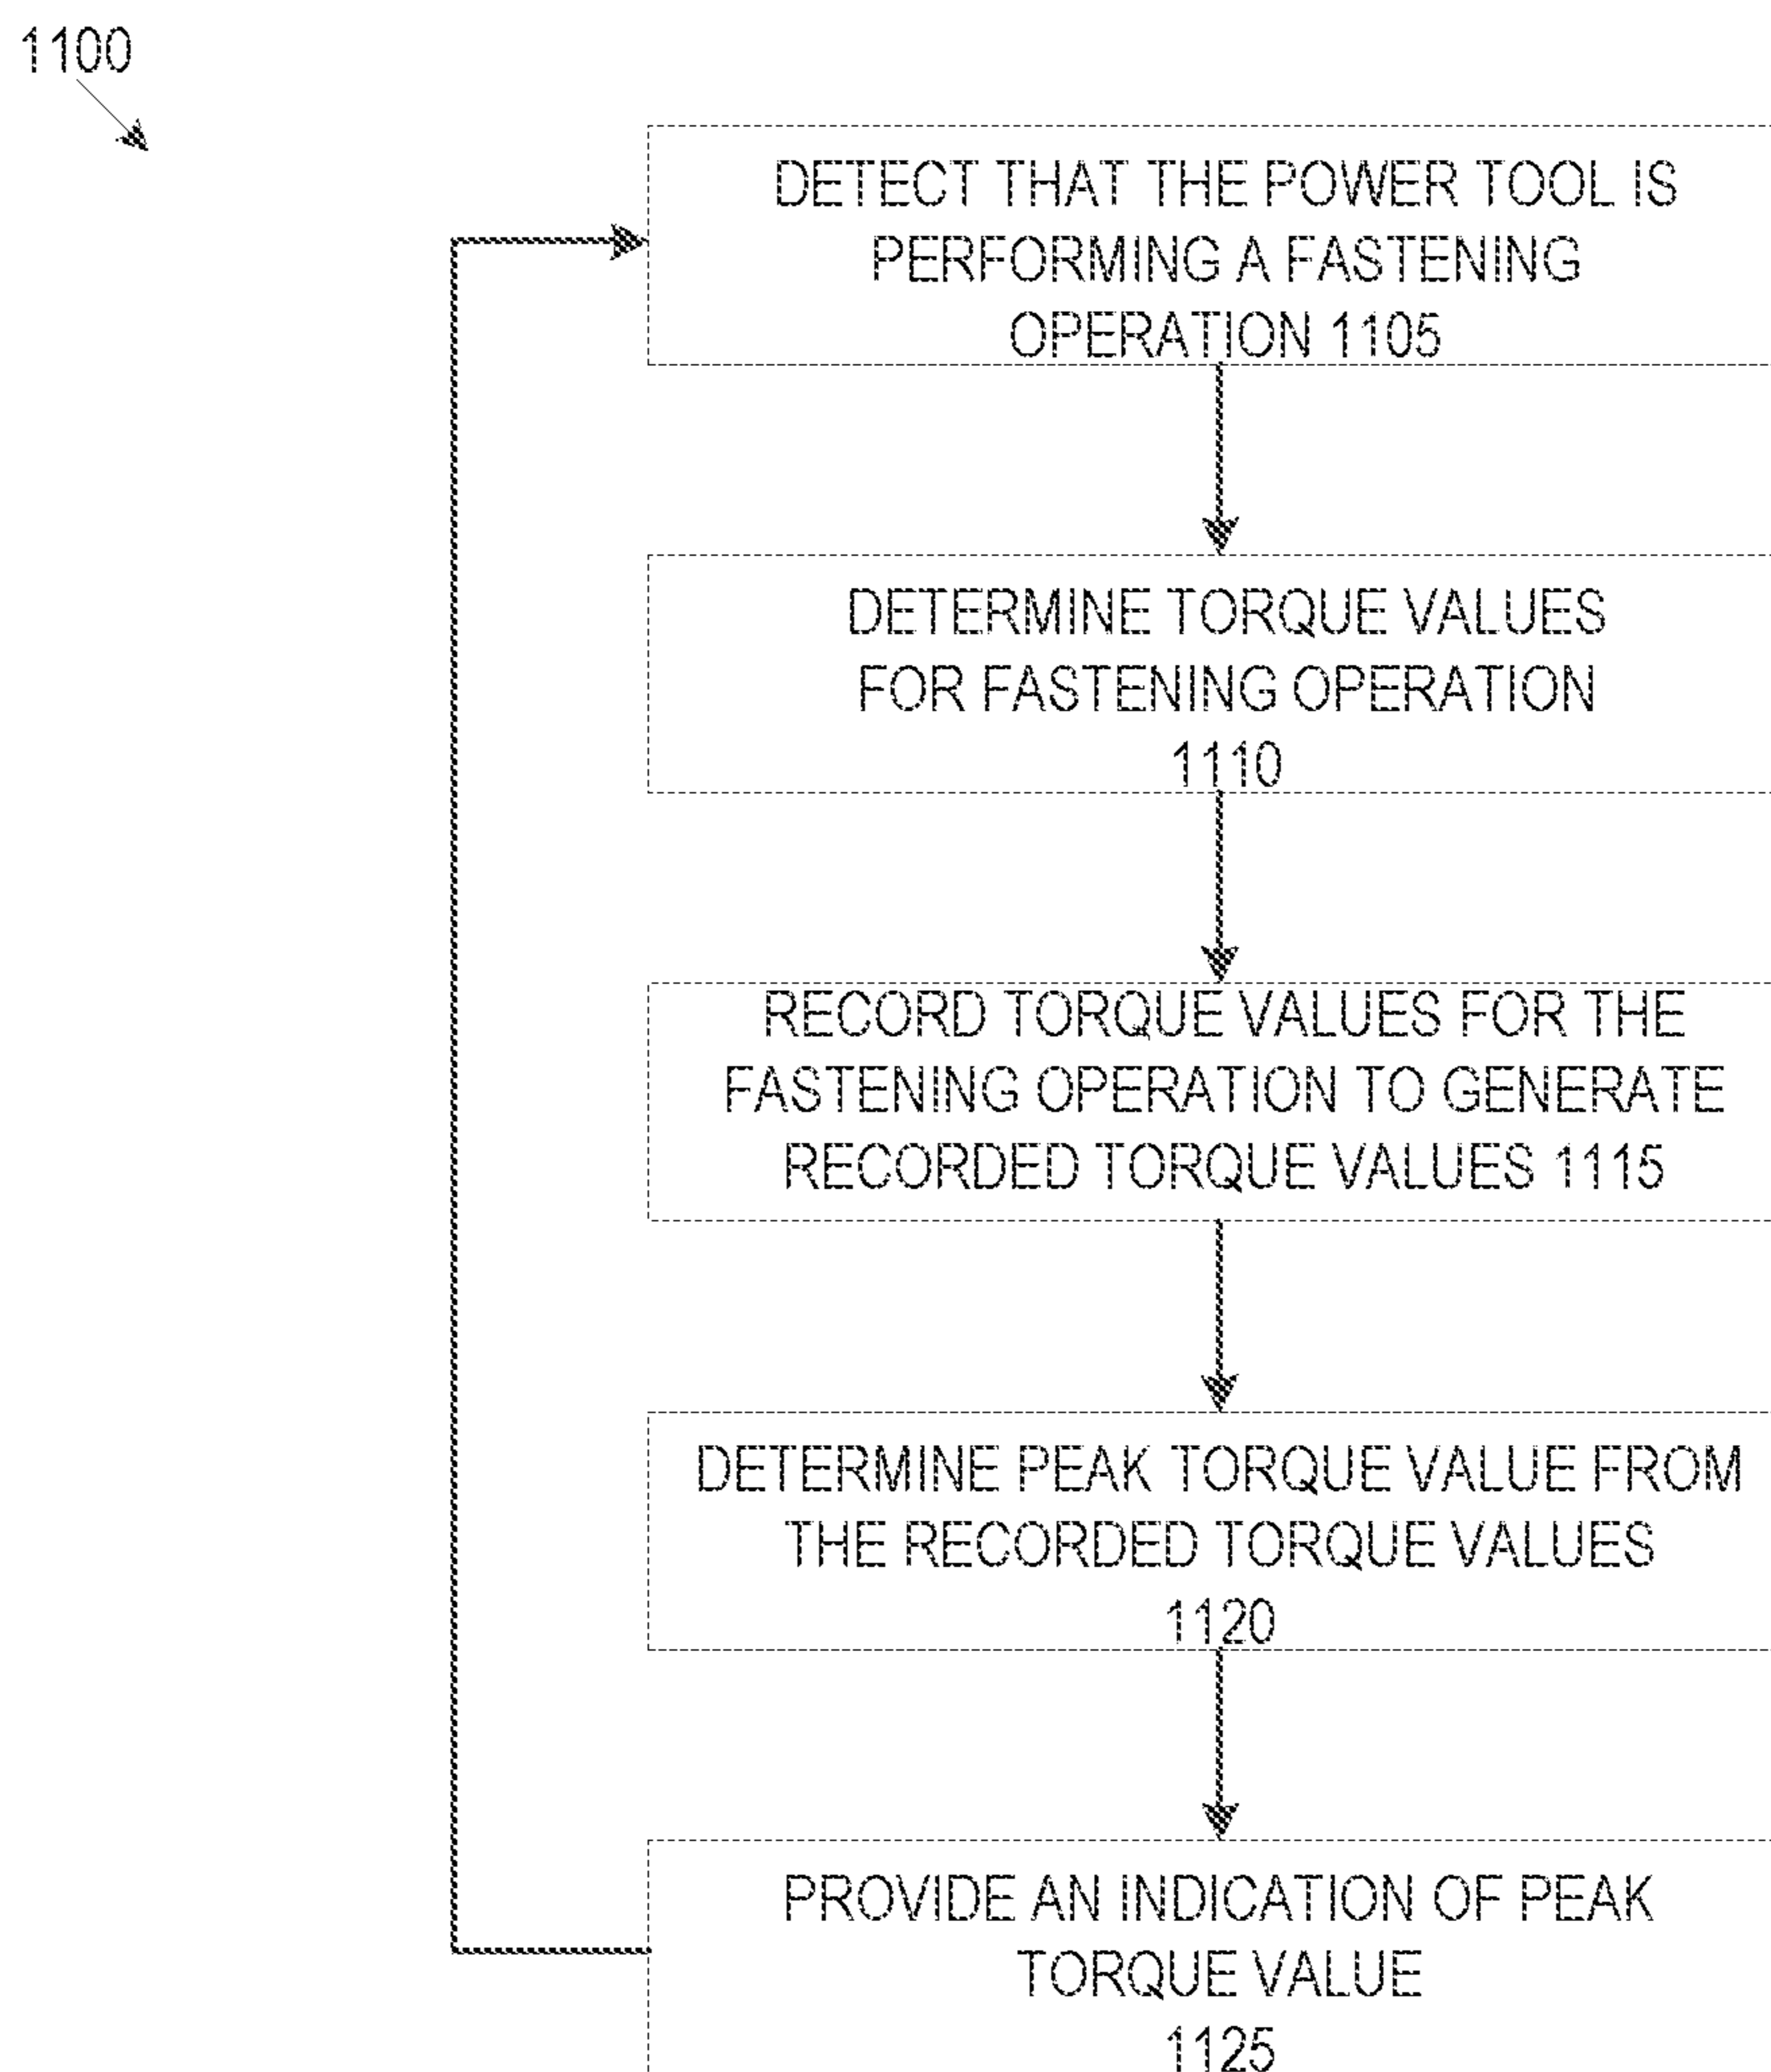 1100
DETECT THAT THE POWER TOOL IS
PERFORMING A FASTENING
OPERATION 1105
DETERMINE TORQUE VALUES
FOR FASTENING OPERATION
1110
RECORD TORQUE VALUES FOR THE
FASTENING OPERATION TO GENERATE
RECORDED TORQUE VALUES 1115
DETERMINE PEAK TORQUE VALUE FROM
THE RECORDED TORQUE VALUES
1120
PROVIDE AN INDICATION OF PEAK
TORQUE VALUE
1125